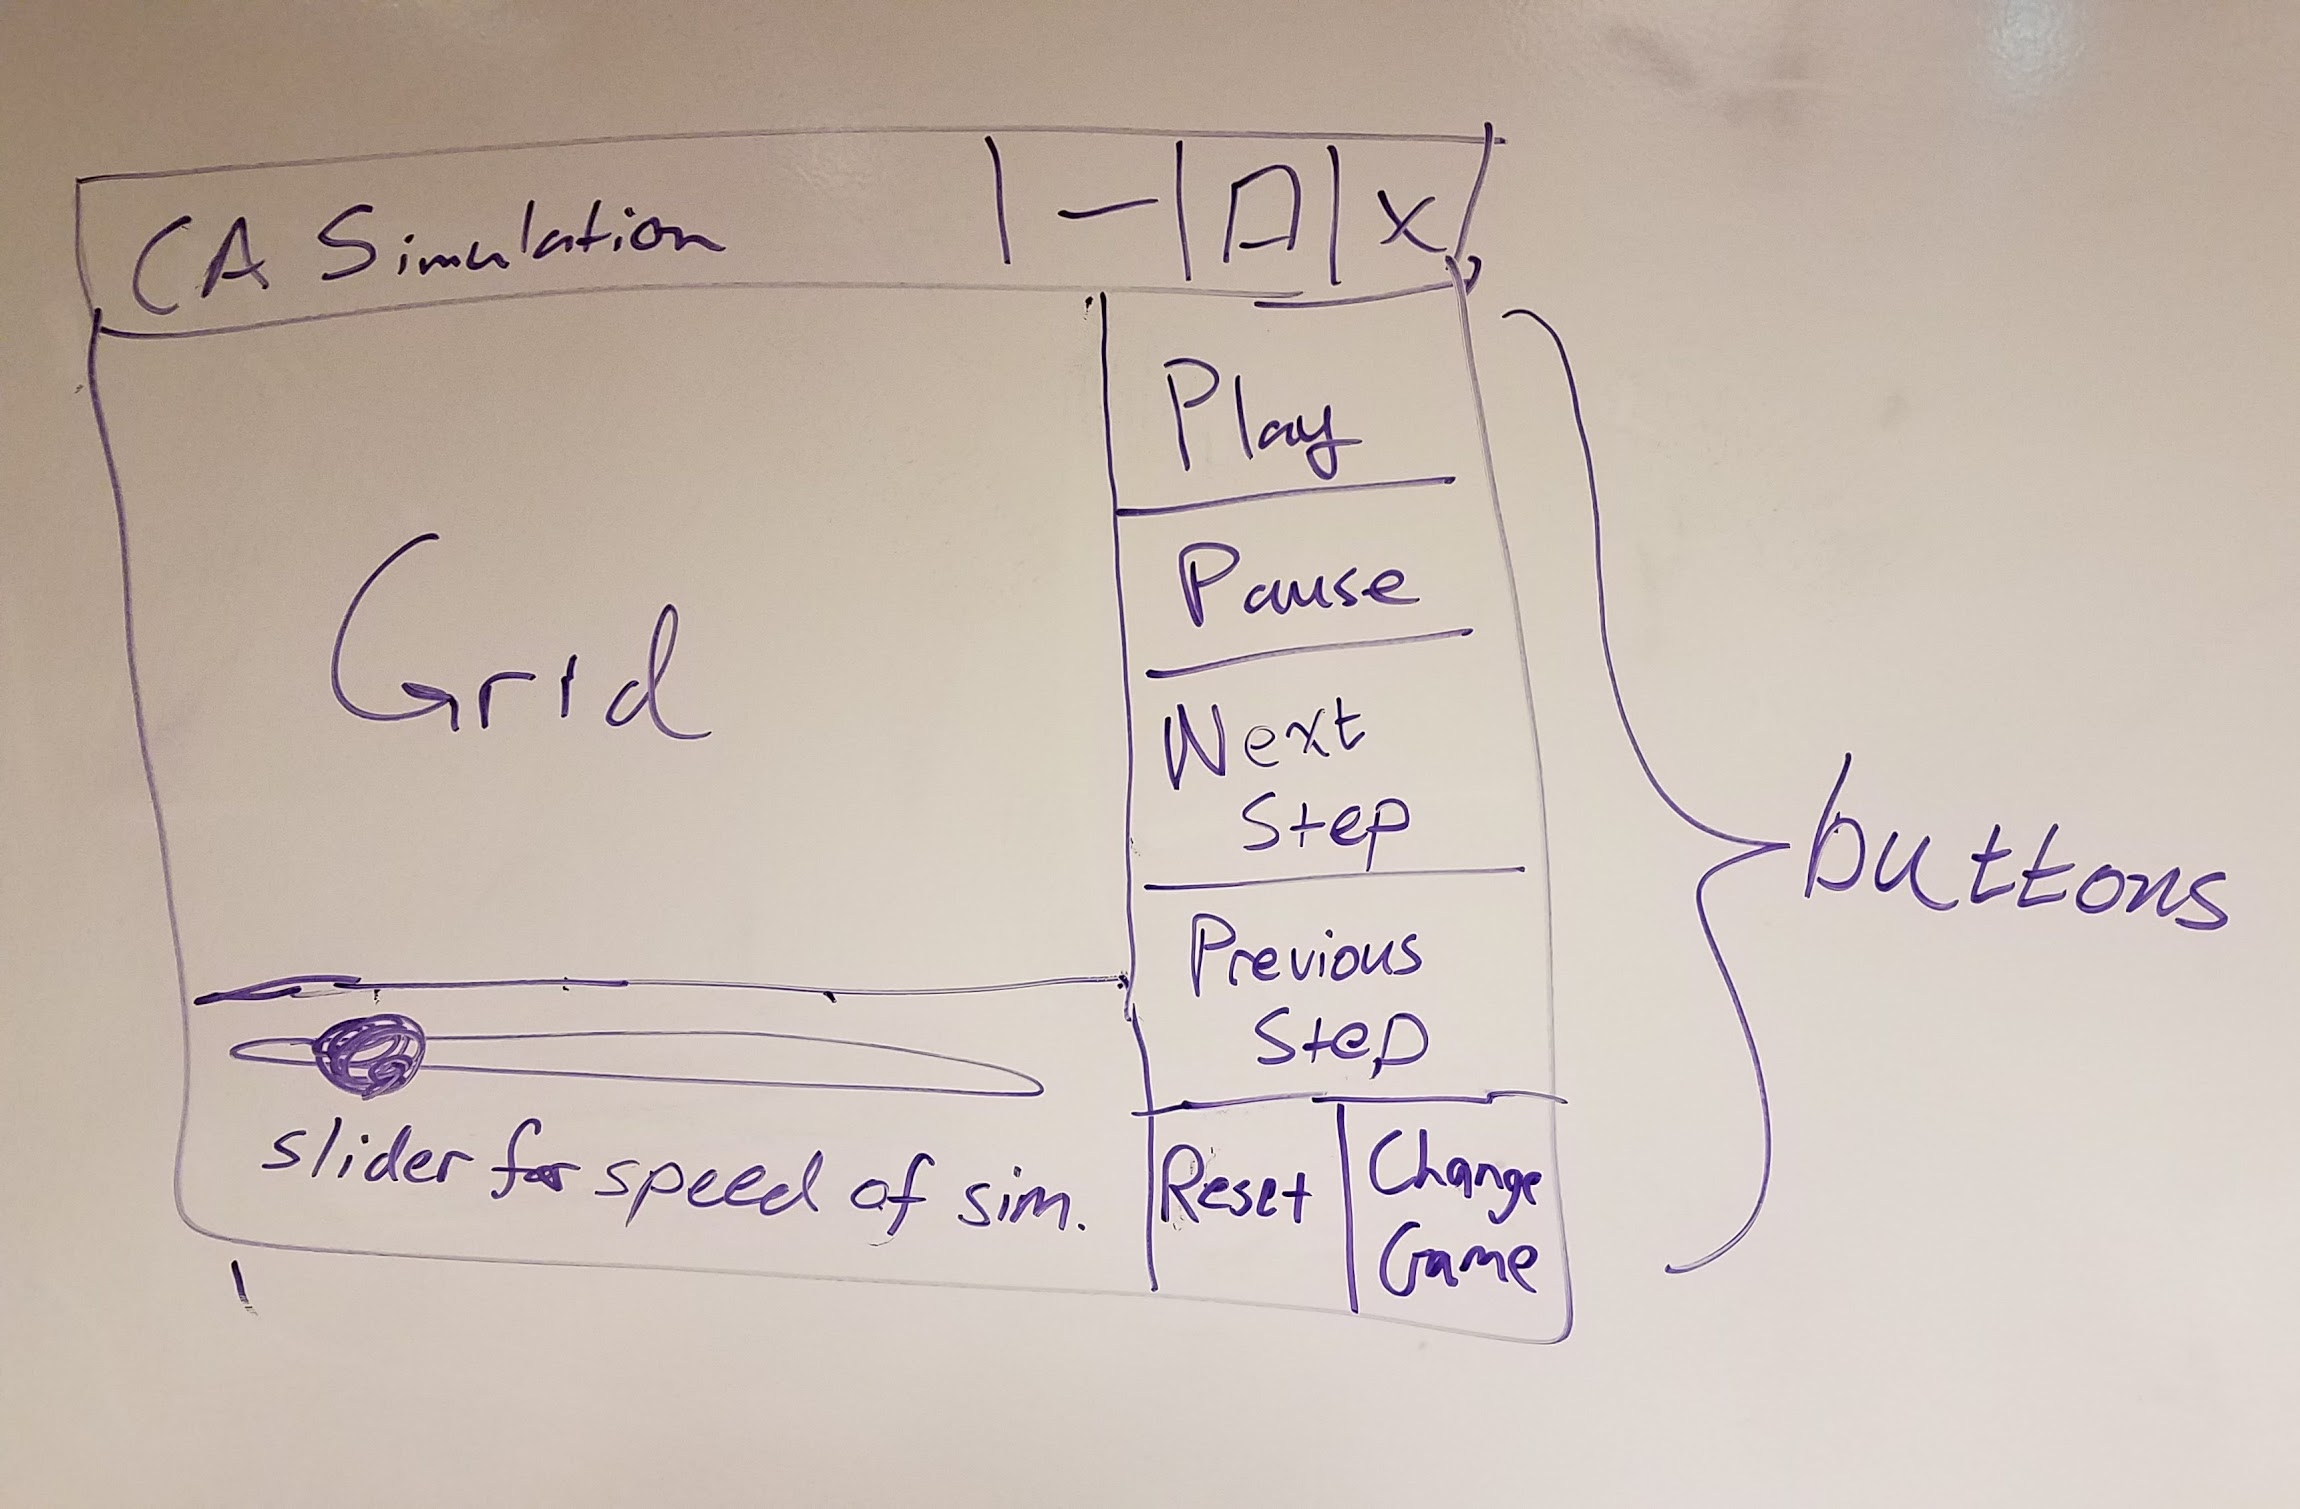 CA Simulation | — | □ | X
Play
Pause
Grid
Next
Step
buttons
Previous
Step
slider for speed of sim.
Reset
Change
Game